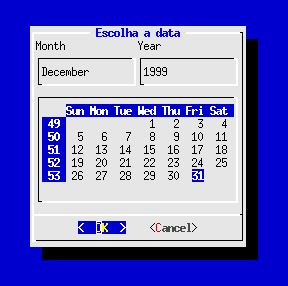 Escolha a data
Month Year
December 1999
Sun Mon Tue Wed Thu Fri Sat
49 1 2 3 4
50 5 6 7 8 9 10 11
51 12 13 14 15 16 17 18
52 19 20 21 22 23 24 25
53 26 27 28 29 30 31
< OK > <Cancel>